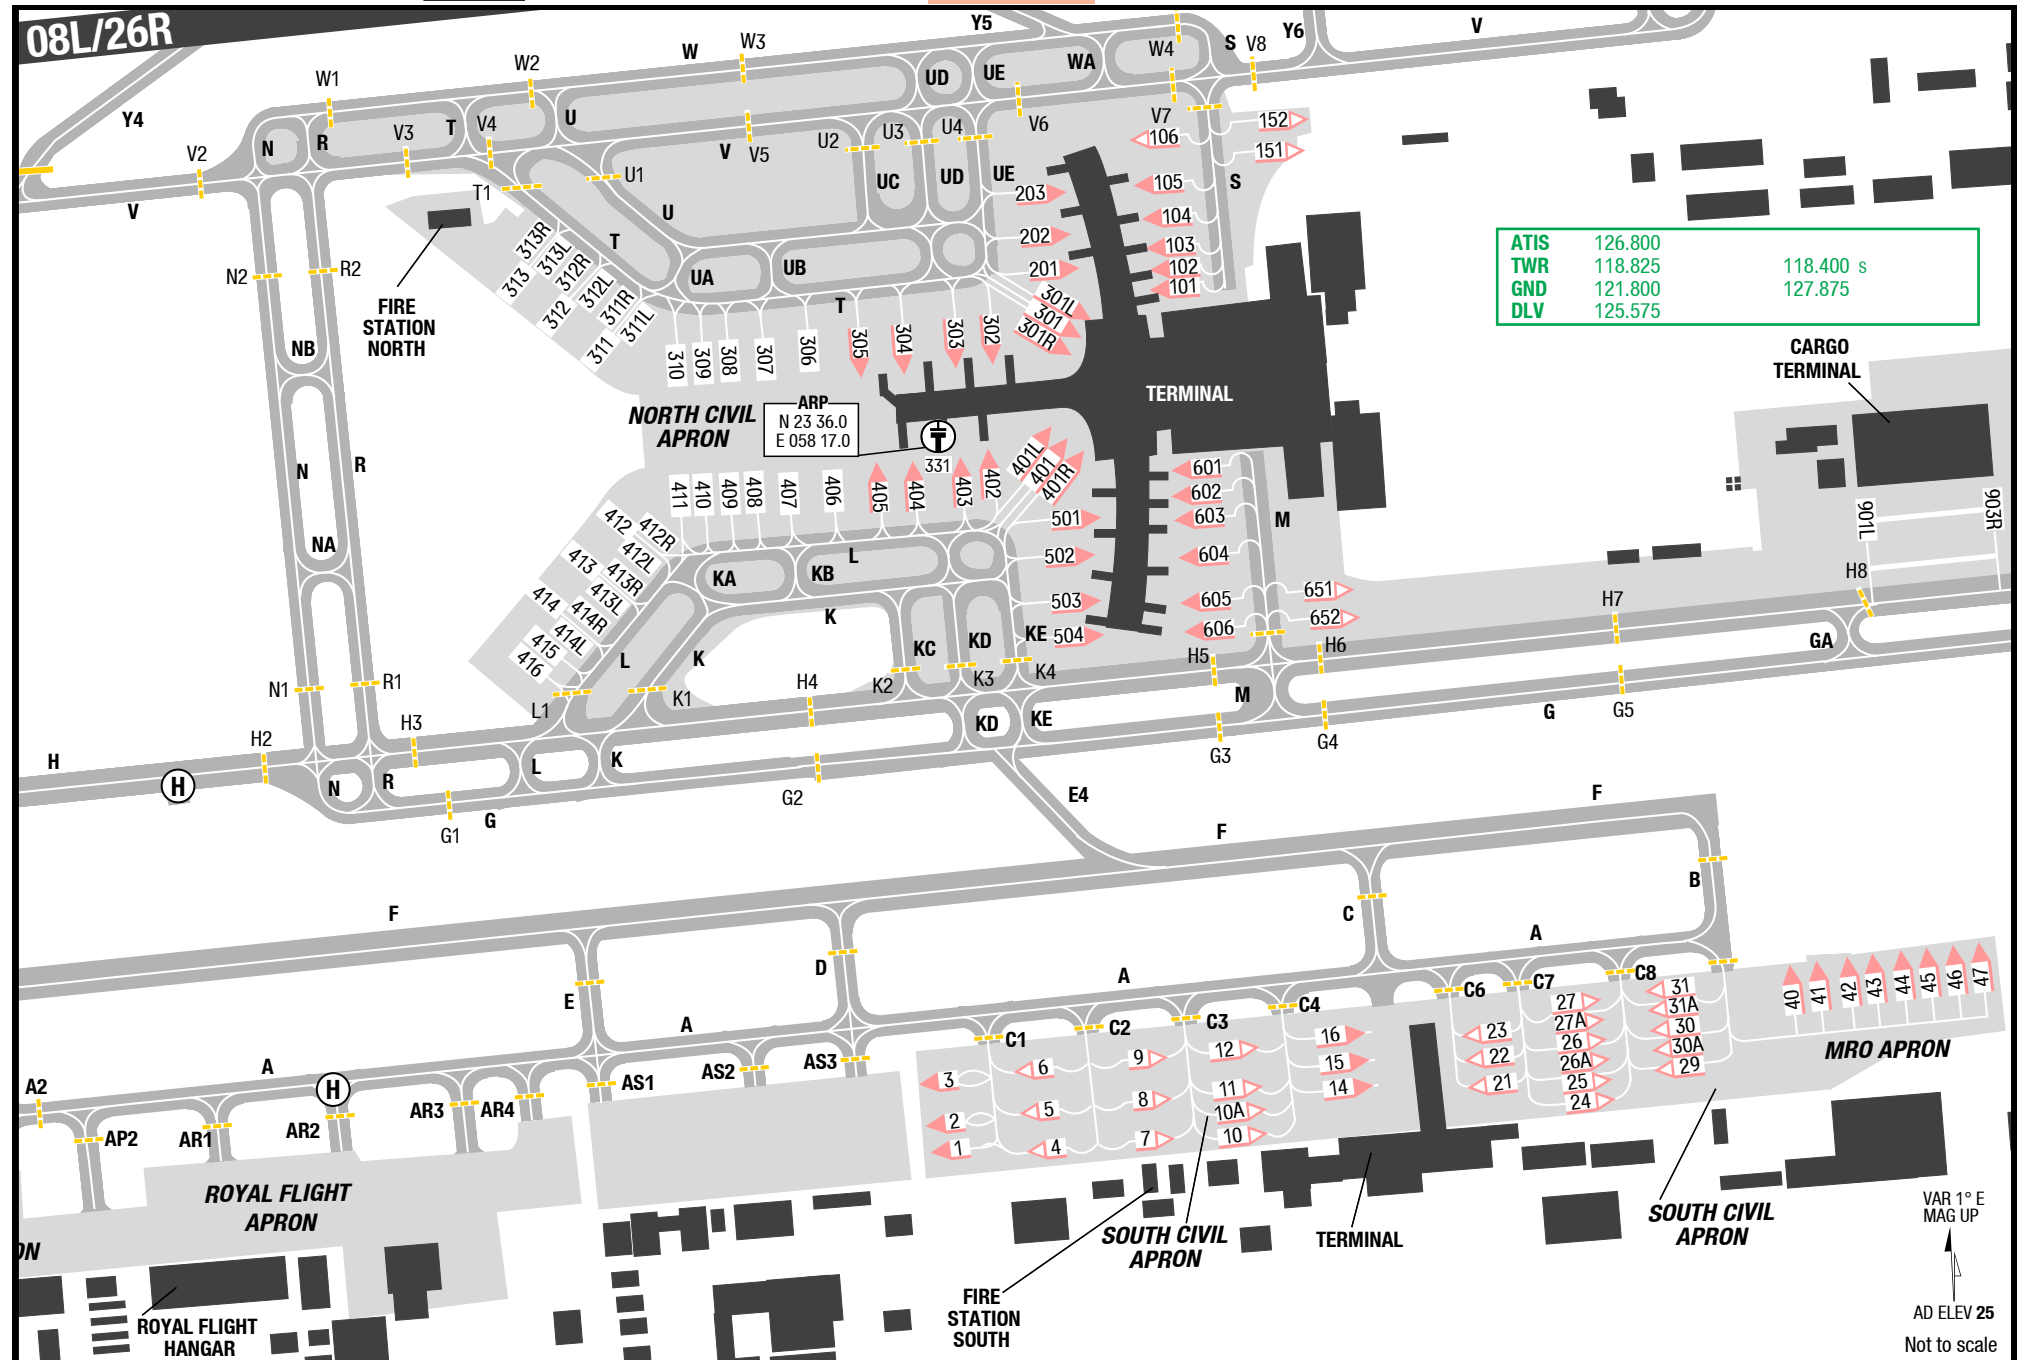 08L/26R
Y5
Y6
V
W3
W
W4
S
V8
W2
W1
UD
UE
WA
Y4
V3
T
V4
U
V6
V7
152
106
151
U2
U3
U4
V5
V
V2
N
R
UC
UD
UE
203
105
S
U1
T1
U
V
T
104
202
103
102
101
201
313R
313L
313
312R
312L
312
311R
311L
311
N2
R2
UA
UB
T
301L
301
301R
FIRE
STATION
NORTH
NB
310
309
308
307
306
305
304
303
302
ATIS 126.800
TWR 118.825 118.400 S
GND 121.800 127.875
DLV 125.575
CARGO
TERMINAL
TERMINAL
NORTH CIVIL
APRON
ARP
N 23 36.0
E 058 17.0
331
N
R
NA
411
410
409
408
407
406
405
404
403
402
401L
401
401R
601
602
603
604
605
606
M
651
652
501
502
503
504
901L
903R
412
412R
412L
413
413R
413L
414
414R
414L
415
416
L
KA
KB
K
KC
KD
KE
L
K
H8
H7
GA
H6
H5
N1
R1
L1
K1
H4
K2
K3
K4
H2
H3
H
H
N
R
L
K
KD
KE
M
G
G5
G4
G3
G2
G1
G
E4
F
F
F
B
C
A
D
E
A
A
A
C8
C7
C6
C4
C3
C2
C1
40
41
42
43
44
45
46
47
MRO APRON
31
31A
30
30A
29
27
27A
26
26A
25
24
23
22
21
16
15
14
12
11
10A
10
9
8
7
6
5
4
3
2
1
A2
H
AP2
AR1
AR2
AR3
AR4
AS1
AS2
AS3
ROYAL FLIGHT
APRON
ON
ROYAL FLIGHT
HANGAR
FIRE
STATION
SOUTH
SOUTH CIVIL
APRON
TERMINAL
SOUTH CIVIL
APRON
VAR 1° E
MAG UP
AD ELEV 25
Not to scale